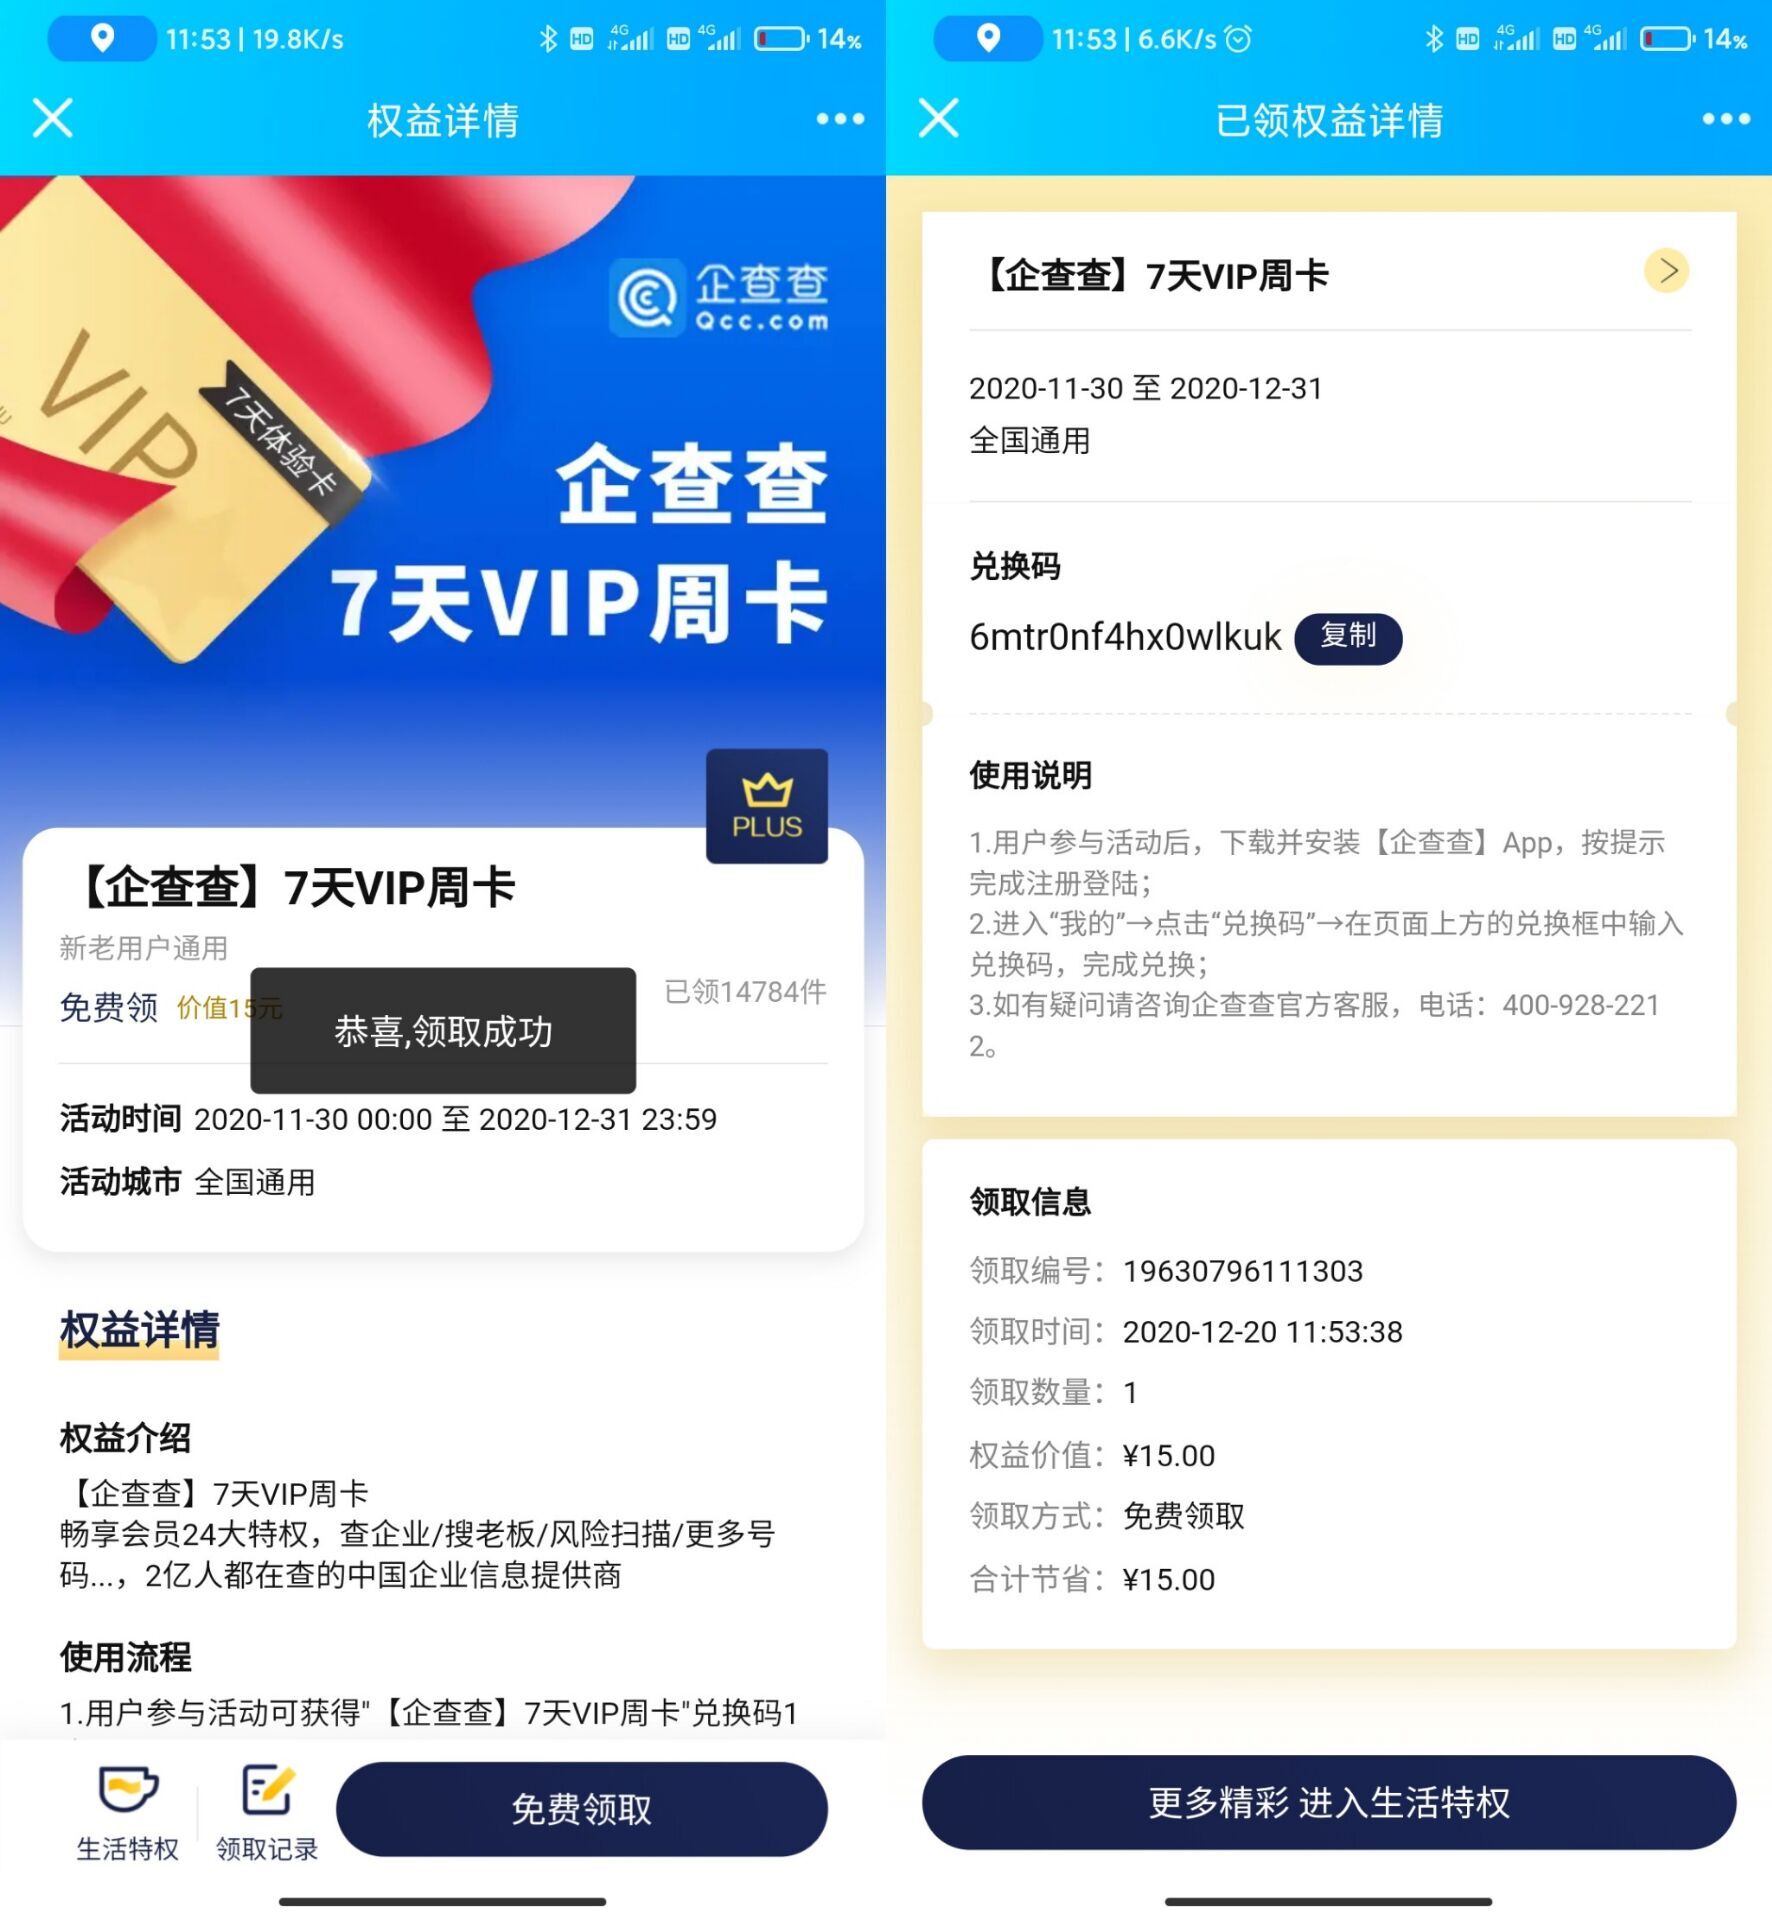 11:53 | 19.8K/s
HD
4G
HD
4G
14%
权益详情
企查查
Qcc.com
VIP
7天体验卡
企查查
7天VIP周卡
PLUS
【企查查】7天VIP周卡
新老用户通用
免费领 价值15元
已领14784件
恭喜,领取成功
活动时间 2020-11-30 00:00 至 2020-12-31 23:59
活动城市 全国通用
权益详情
权益介绍
【企查查】7天VIP周卡
畅享会员24大特权，查企业/搜老板/风险扫描/更多号
码...，2亿人都在查的中国企业信息提供商
使用流程
1.用户参与活动可获得"【企查查】7天VIP周卡"兑换码1
生活特权
领取记录
免费领取
11:53 | 6.6K/s
HD
4G
HD
4G
14%
已领权益详情
【企查查】7天VIP周卡
2020-11-30 至 2020-12-31
全国通用
兑换码
6mtr0nf4hx0wlkuk 复制
使用说明
1.用户参与活动后，下载并安装【企查查】App，按提示
完成注册登陆；
2.进入“我的”→点击“兑换码”→在页面上方的兑换框中输入
兑换码，完成兑换；
3.如有疑问请咨询企查查官方客服，电话：400-928-221
2。
领取信息
领取编号：19630796111303
领取时间：2020-12-20 11:53:38
领取数量：1
权益价值：¥15.00
领取方式：免费领取
合计节省：¥15.00
更多精彩 进入生活特权